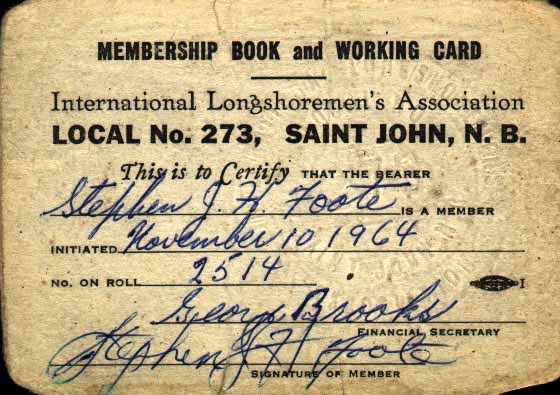 MEMBERSHIP BOOK and WORKING CARD
International Longshoremen's Association
LOCAL No. 273, SAINT JOHN, N. B.
This is to Certify THAT THE BEARER
Stephen J. H. Foote IS A MEMBER
INITIATED November 10 1964
No. ON ROLL 2514
George Brooks
FINANCIAL SECRETARY
Stephen J H Foote
SIGNATURE OF MEMBER